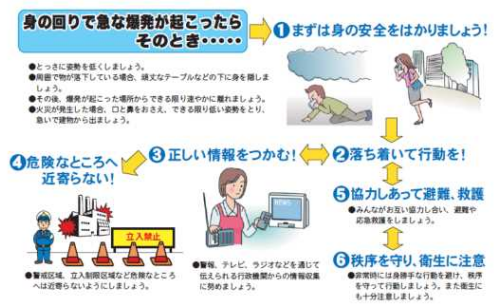 身の回りで急な爆発が起こったら
そのとき・・・・・
●とっさに姿勢を低くしましょう。
●周囲で物が落下している場合、頑丈なテーブルなどの下に身を隠しま
しょう。
●その後、爆発が起こった場所からできる限り速やかに離れましょう。
●火災が発生した場合、口と鼻をおさえ、できる限り低い姿勢をとり、
急いで建物から出ましょう。
①まずは身の安全をはかりましょう!
②落ち着いて行動を!
③正しい情報をつかむ!
NEWS
●警報、テレビ、ラジオなどを通じて
伝えられる行政機関からの情報収集
に努めましょう。
④危険なところへ
近寄らない!
立入禁止
●警戒区域、立入制限区域など危険なところ
へは近寄らないようにしましょう。
⑤協力しあって避難、救護
●みんながお互い協力し合い、避難や
応急救護をしましょう。
⑥秩序を守り、衛生に注意
●非常時には身勝手な行動を避け、秩序
を守って行動しましょう。また衛生に
も十分注意しましょう。